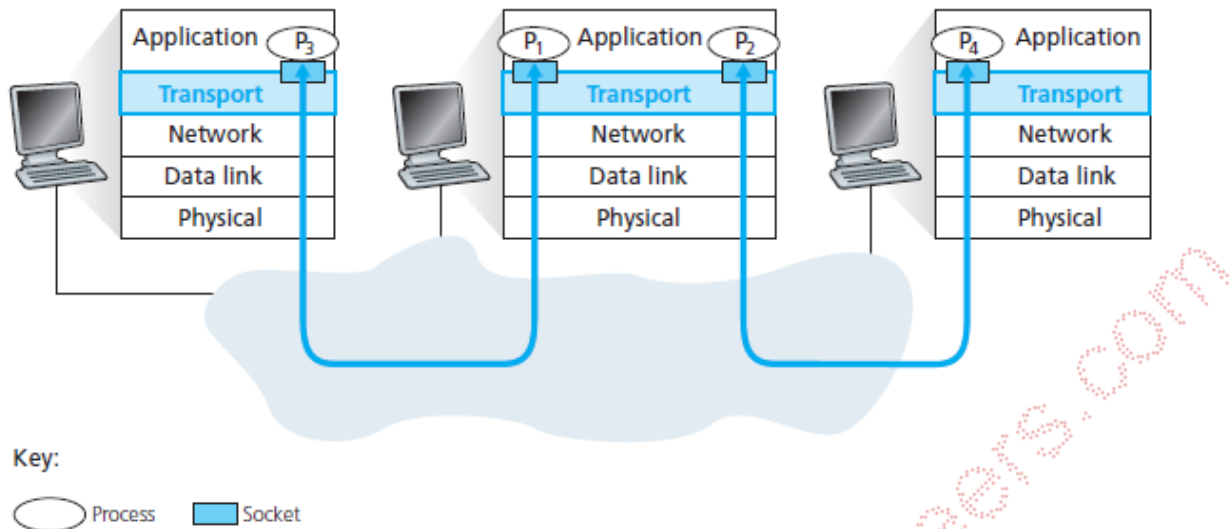 Application P3
Transport
Network
Data link
Physical
P1 Application P2
Transport
Network
Data link
Physical
P4 Application
Transport
Network
Data link
Physical
Key:
Process Socket